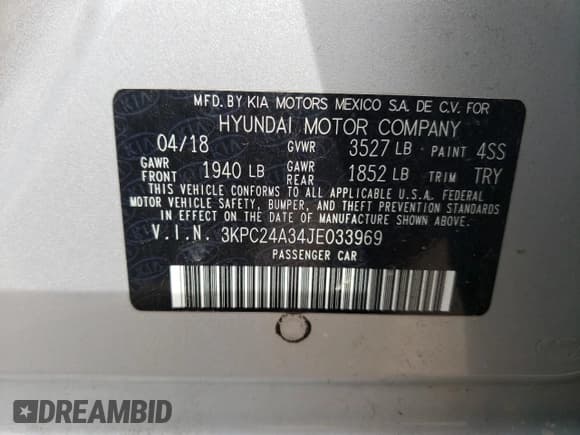 MFD. BY KIA MOTORS MEXICO S.A. DE C.V. FOR
HYUNDAI MOTOR COMPANY
04/18 GVWR 3527 LB PAINT 4SS
GAWR FRONT 1940 LB GAWR REAR 1852 LB TRIM TRY
THIS VEHICLE CONFORMS TO ALL APPLICABLE U.S.A. FEDERAL
MOTOR VEHICLE SAFETY, BUMPER, AND THEFT PREVENTION STANDARDS
IN EFFECT ON THE DATE OF MANUFACTURE SHOWN ABOVE.
V.I.N. 3KPC24A34JE033969
PASSENGER CAR
DREAMBID